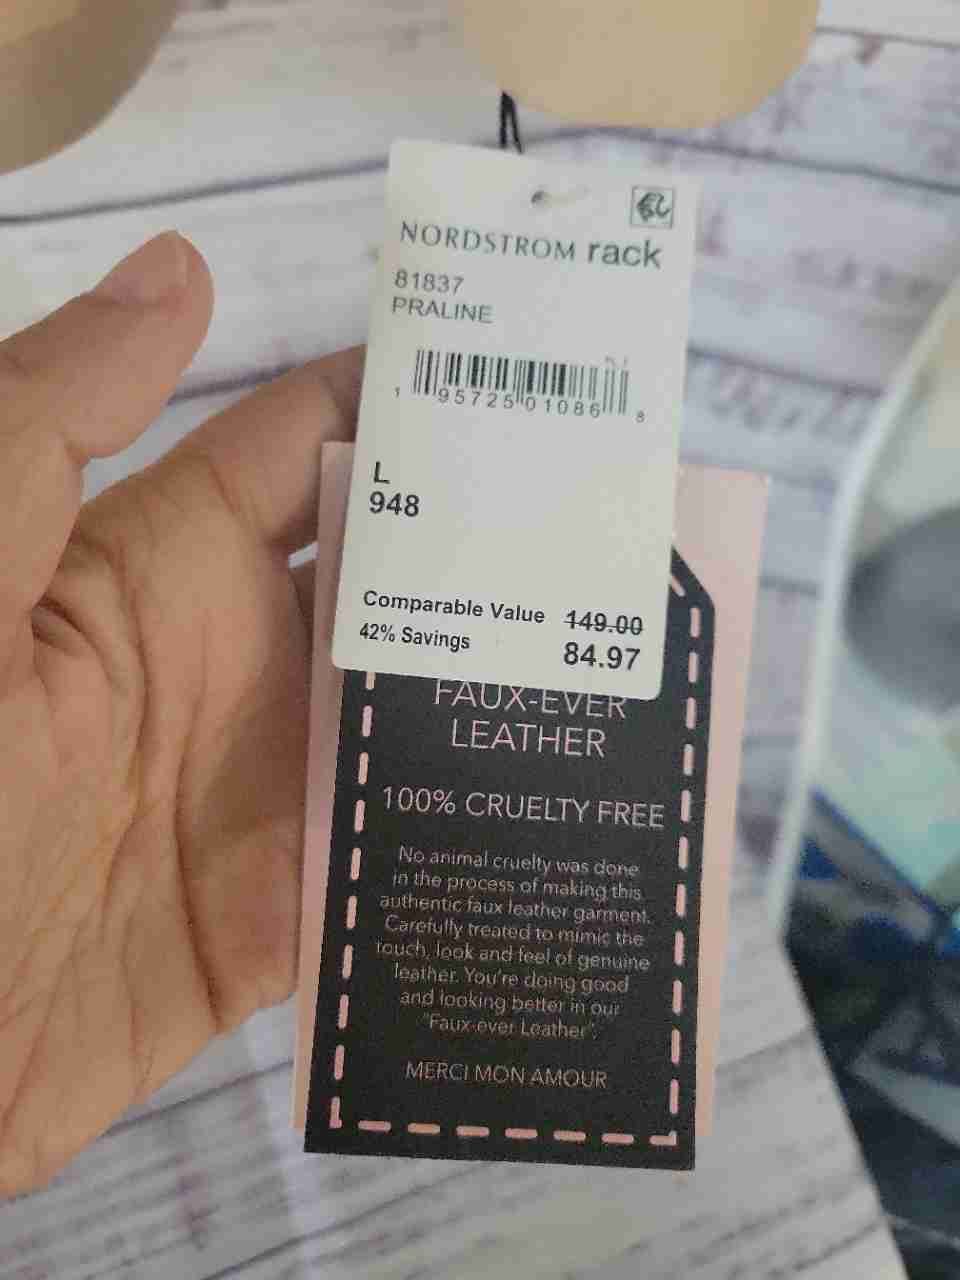 NORDSTROM rack
81837
PRALINE
1 95725 01086 8
L
948
Comparable Value 149.00
42% Savings 84.97
FAUX-EVER
LEATHER
100% CRUELTY FREE
No animal cruelty was done
in the process of making this
authentic faux leather garment.
Carefully treated to mimic the
touch, look and feel of genuine
leather. You're doing good
and looking better in our
"Faux-ever Leather".
MERCI MON AMOUR